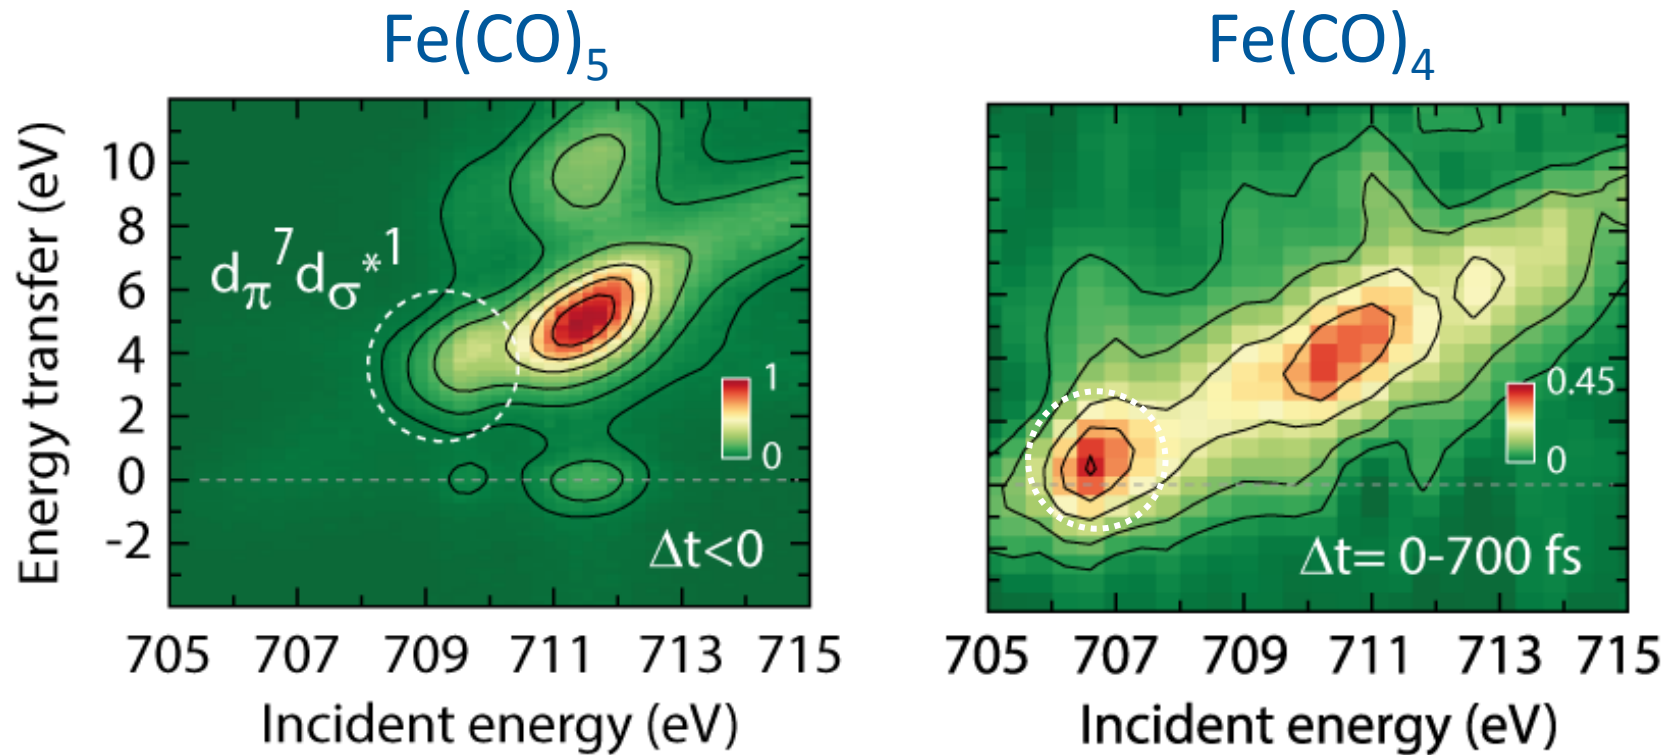 Fe(CO)₅
Fe(CO)₄
Energy transfer (eV)
10
8
6
4
2
0
-2
dπ⁷dσ*¹
1
0
Δt<0
0.45
0
Δt= 0-700 fs
705 707 709 711 713 715
705 707 709 711 713 715
Incident energy (eV)
Incident energy (eV)